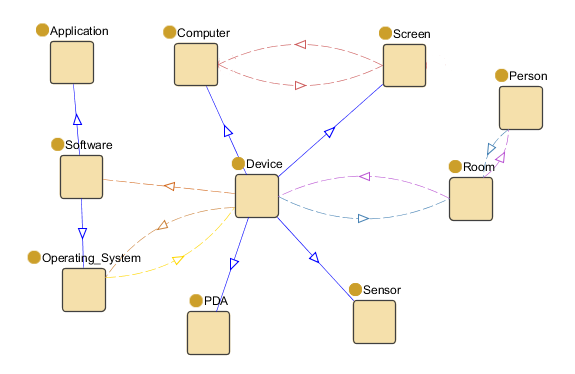 Application
Computer
Screen
Person
Software
Device
Room
Operating_System
PDA
Sensor